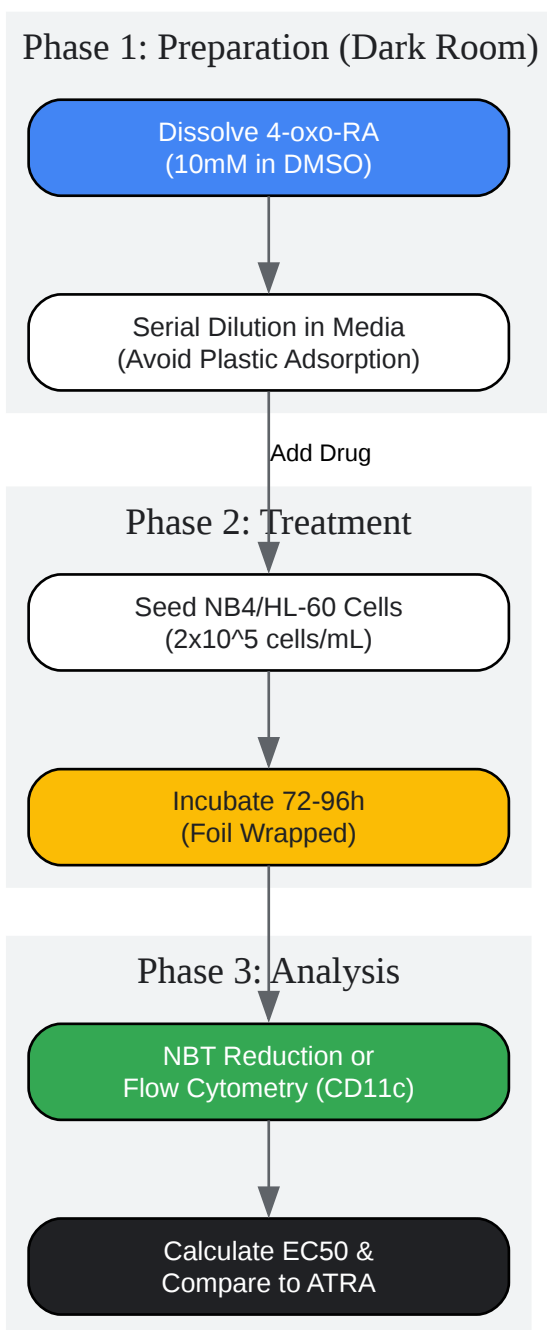 Phase 1: Preparation (Dark Room)
Dissolve 4-oxo-RA
(10mM in DMSO)
Serial Dilution in Media
(Avoid Plastic Adsorption)
Add Drug
Phase 2: Treatment
Seed NB4/HL-60 Cells
(2x10^5 cells/mL)
Incubate 72-96h
(Foil Wrapped)
Phase 3: Analysis
NBT Reduction or
Flow Cytometry (CD11c)
Calculate EC50 &
Compare to ATRA